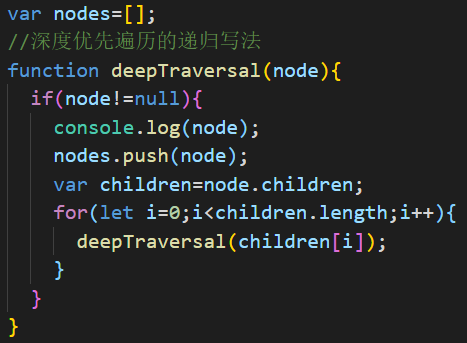 var nodes=[];
//深度优先遍历的递归写法
function deepTraversal(node){
  if(node!=null){
    console.log(node);
    nodes.push(node);
    var children=node.children;
    for(let i=0;i<children.length;i++){
      deepTraversal(children[i]);
    }
  }
}